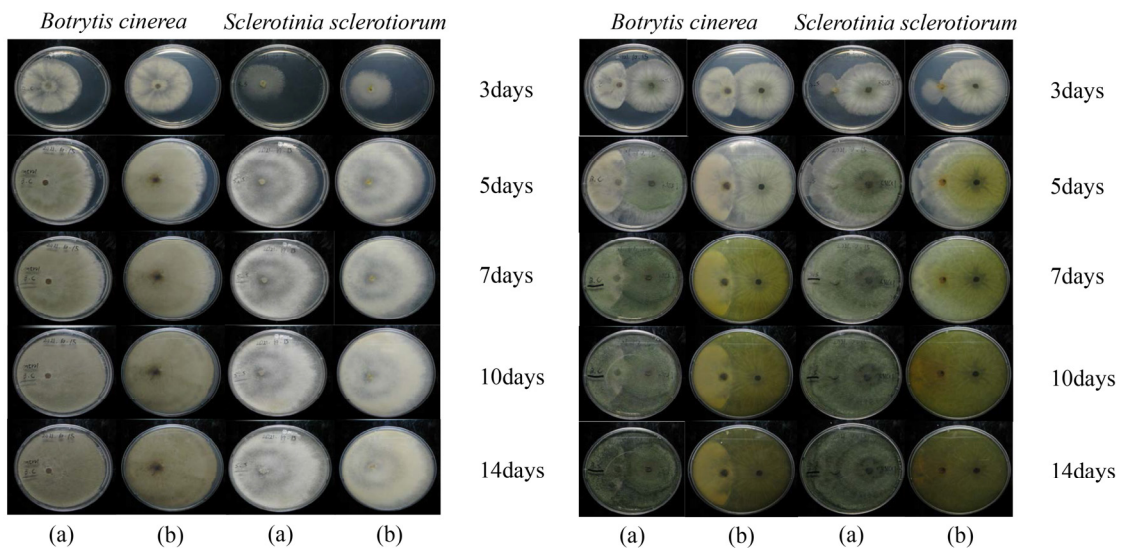 Botrytis cinerea Sclerotinia sclerotiorum
3days
5days
7days
10days
14days
(a) (b) (a) (b)
Botrytis cinerea Sclerotinia sclerotiorum
3days
5days
7days
10days
14days
(a) (b) (a) (b)